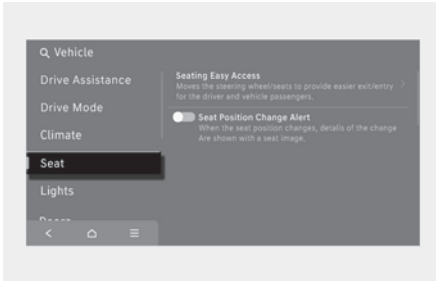 Vehicle
Drive Assistance
Drive Mode
Climate
Seat
Lights
Doors
Seating Easy Access
Moves the steering wheel/seats to provide easier exit/entry
for the driver and vehicle passengers.
Seat Position Change Alert
When the seat position changes, details of the change
Are shown with a seat image,